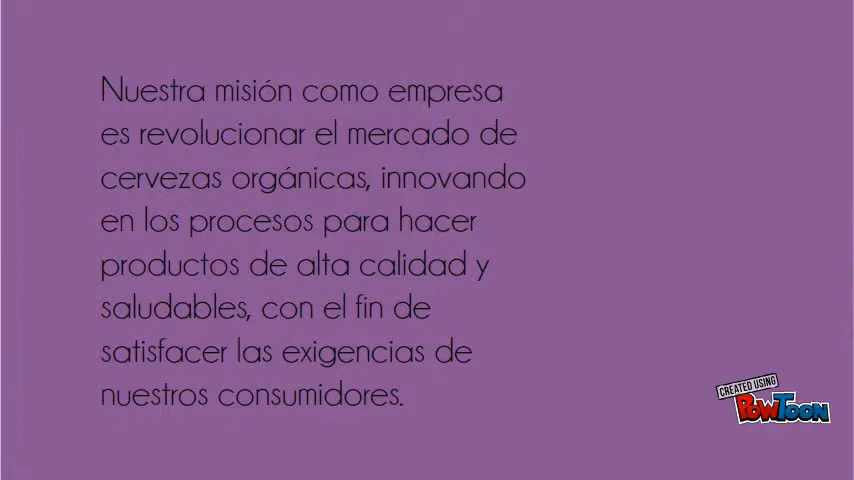 Nuestra misión como empresa
es revolucionar el mercado de
cervezas orgánicas, innovando
en los procesos para hacer
productos de alta calidad y
saludables, con el fin de
satisfacer las exigencias de
nuestros consumidores.
CREATED USING
POWTOON